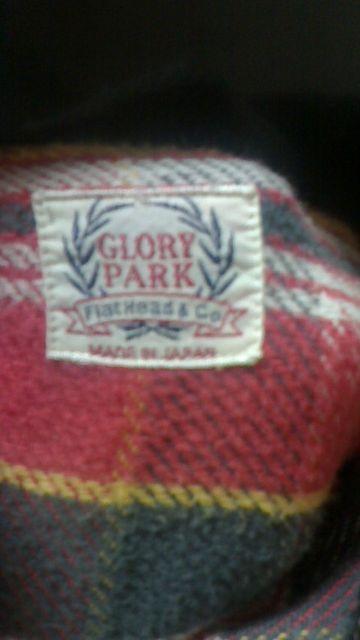 GLORY
PARK
FlatHead & Co
MADE IN JAPAN